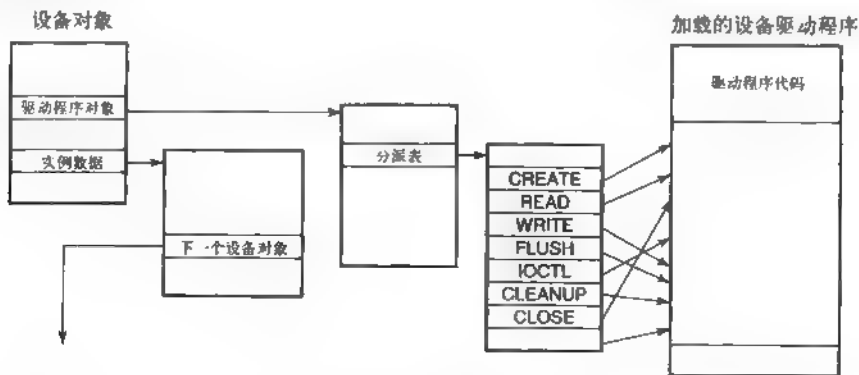 设备对象
加载的设备驱动程序
驱动程序代码
驱动程序对象
实例数据
分派表
下一个设备对象
CREATE
READ
WRITE
FLUSH
IOCTL
CLEANUP
CLOSE